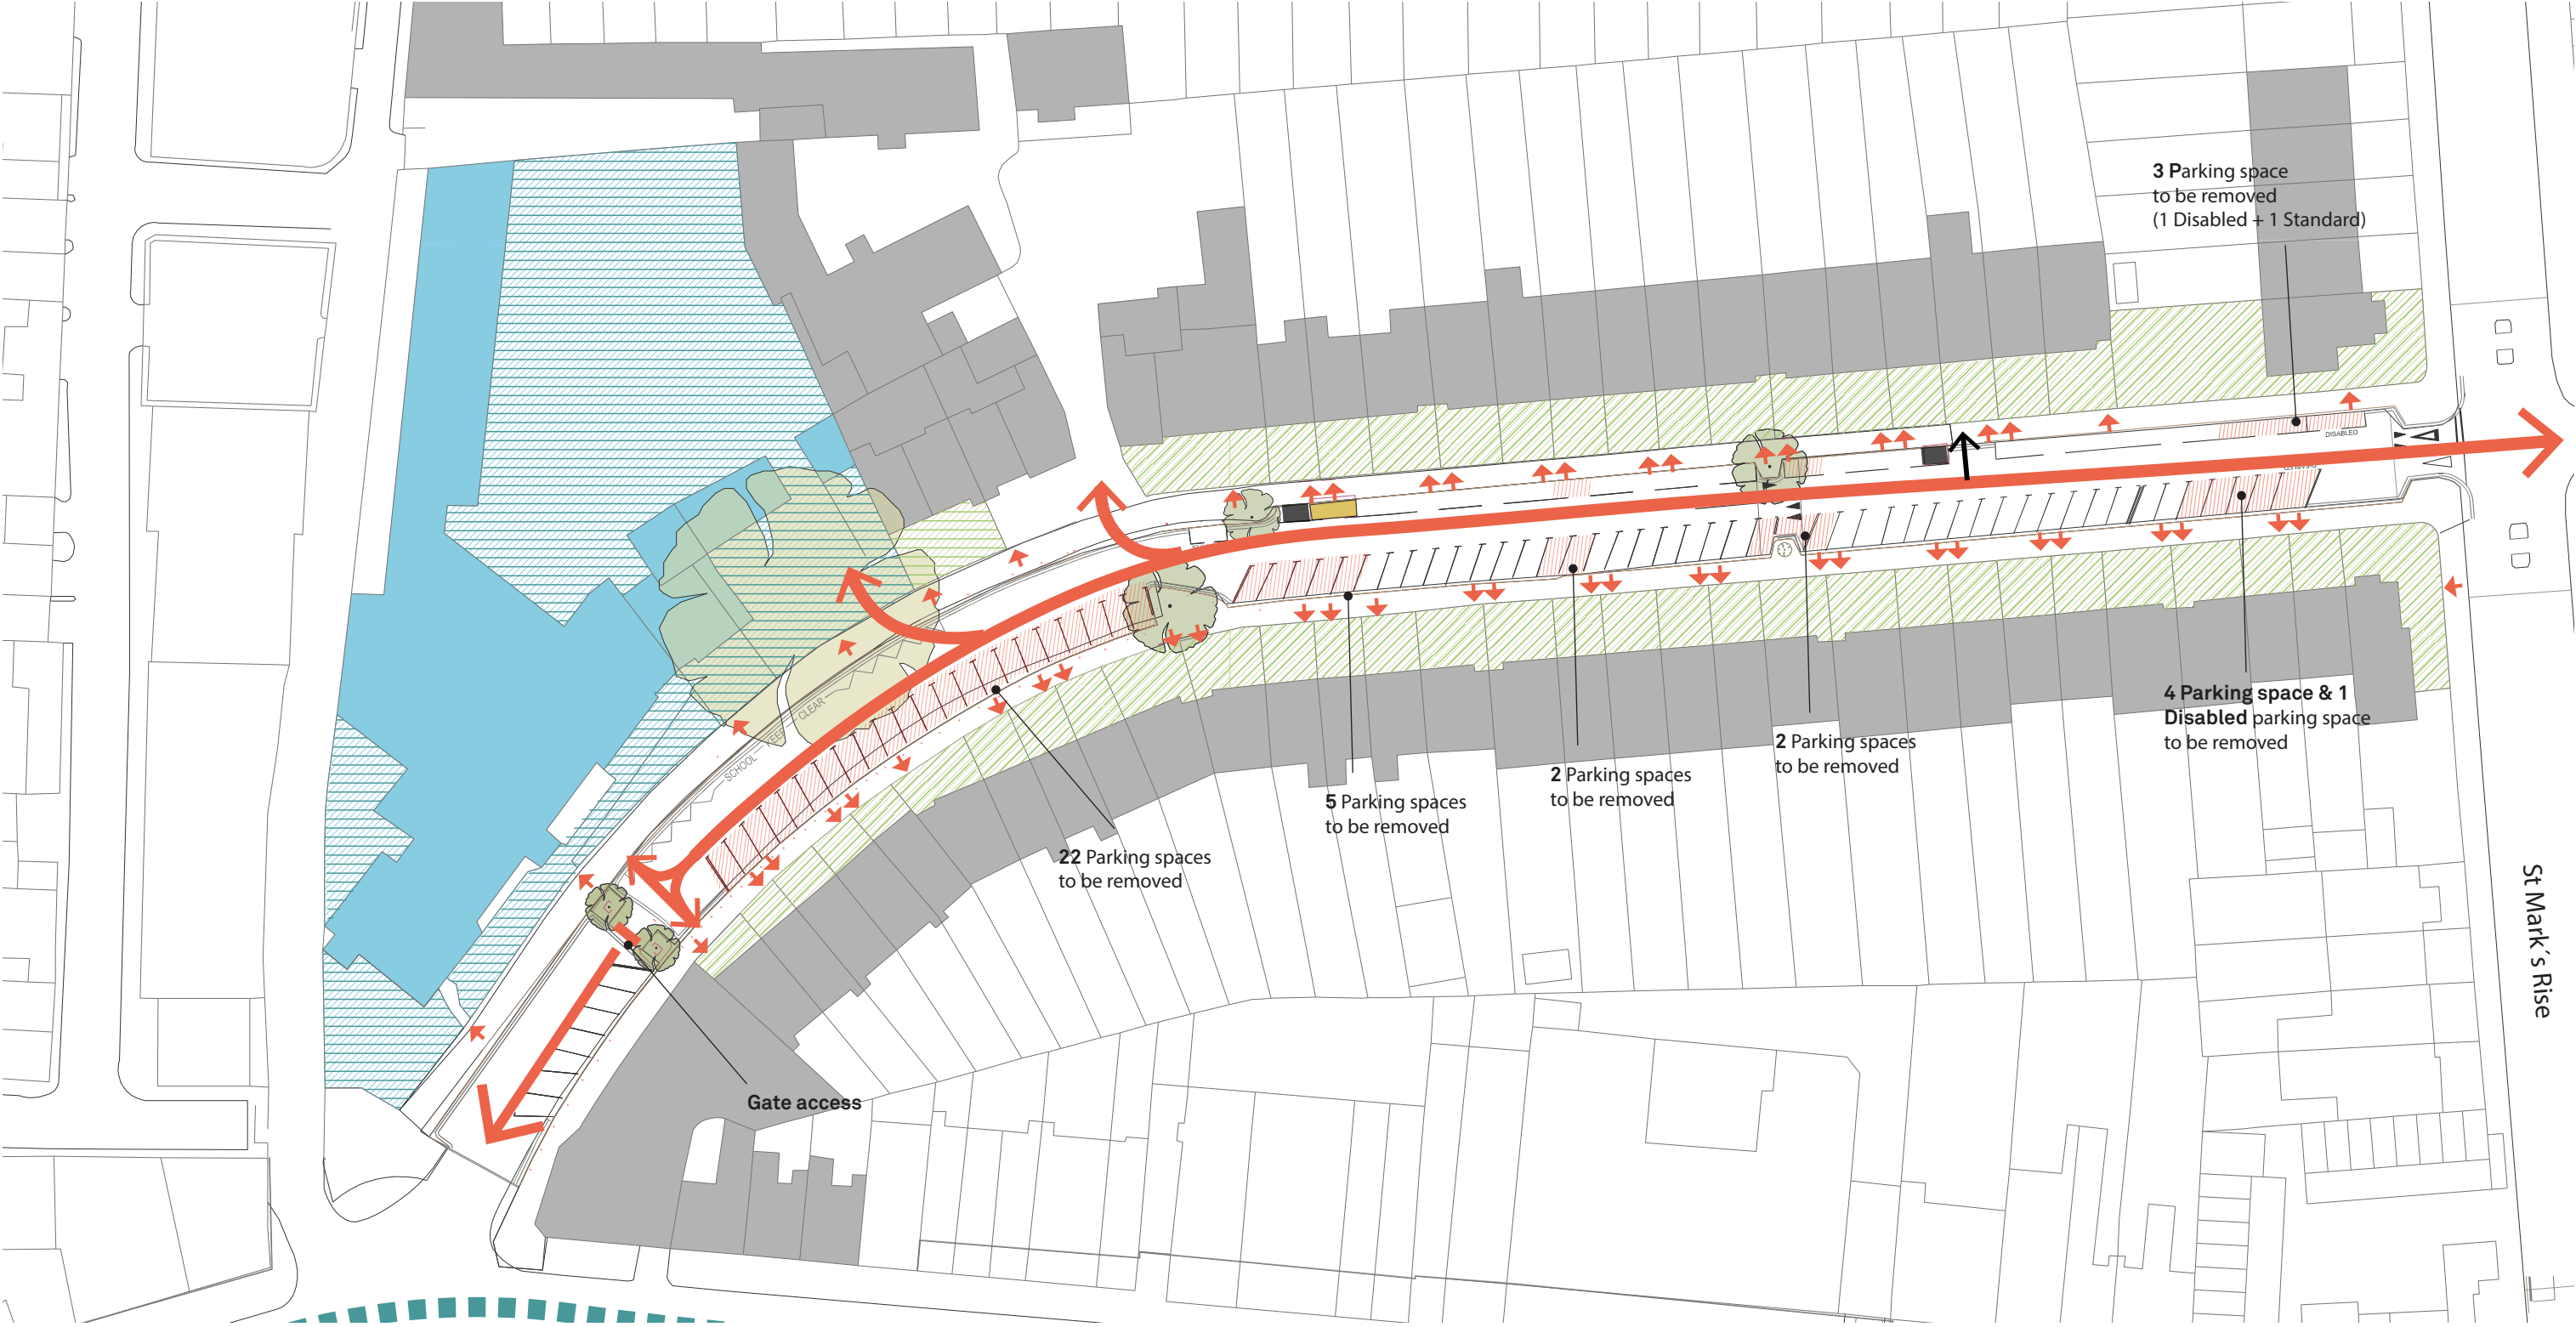 3 Parking space
to be removed
(1 Disabled + 1 Standard)
DISABLED
4 Parking space & 1
Disabled parking space
to be removed
2 Parking spaces
to be removed
2 Parking spaces
to be removed
5 Parking spaces
to be removed
22 Parking spaces
to be removed
SCHOOL
KEEP
CLEAR
Gate access
St Mark's Rise